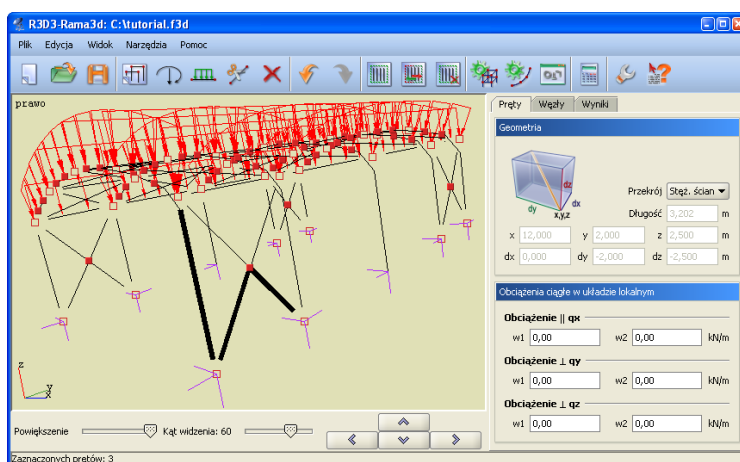 R3D3-Rama3d: C:\tutorial.f3d
Plik Edycja Widok Narzędzia Pomoc
prawo
Pręty Węzły Wyniki
Geometria
dz
dx
dy
x,y,z
Przekrój Stęż. ścian
Długość 3,202 m
x 12,000 y 2,000 z 2,500 m
dx 0,000 dy -2,000 dz -2,500 m
Obciążenia ciągłe w układzie lokalnym
Obciążenie || qx
w1 0,00 w2 0,00 kN/m
Obciążenie ⊥ qy
w1 0,00 w2 0,00 kN/m
Obciążenie ⊥ qz
w1 0,00 w2 0,00 kN/m
z
y
x
Powiększenie Kąt widzenia: 60
Zaznaczonych prętów: 3